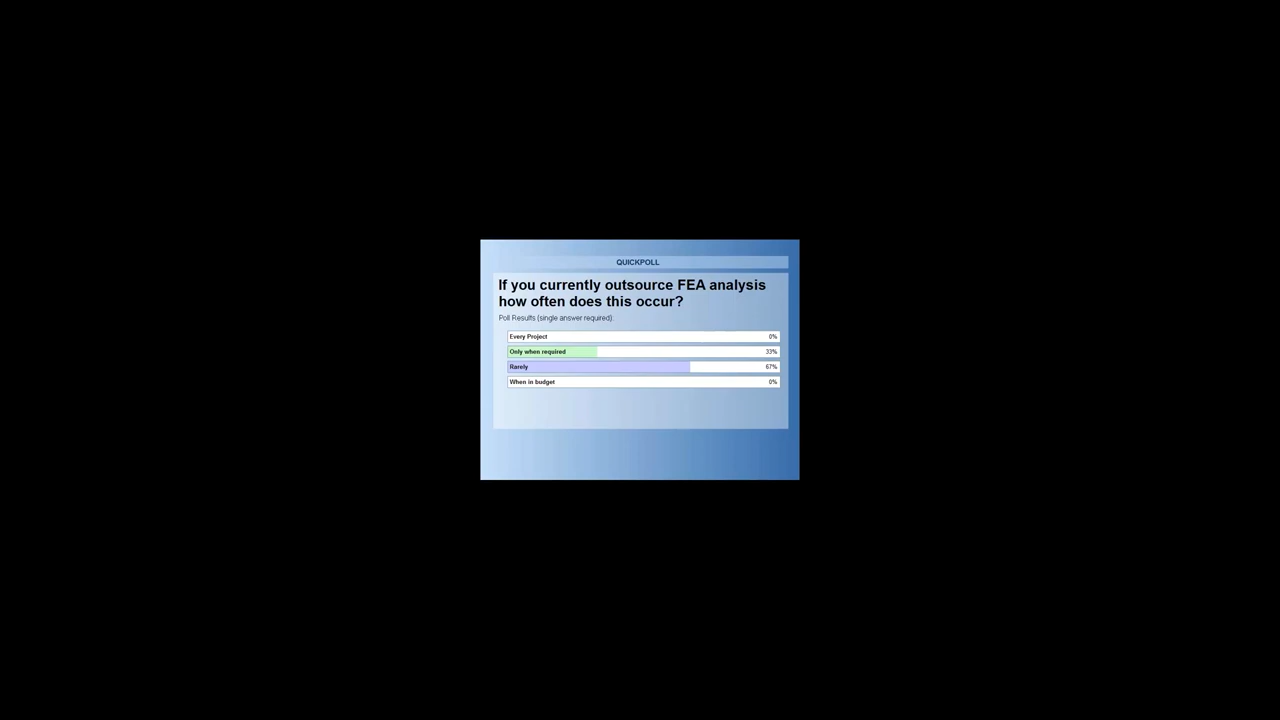 QUICKPOLL
If you currently outsource FEA analysis
how often does this occur?
Poll Results (single answer required):
Every Project 0%
Only when required 33%
Rarely 67%
When in budget 0%